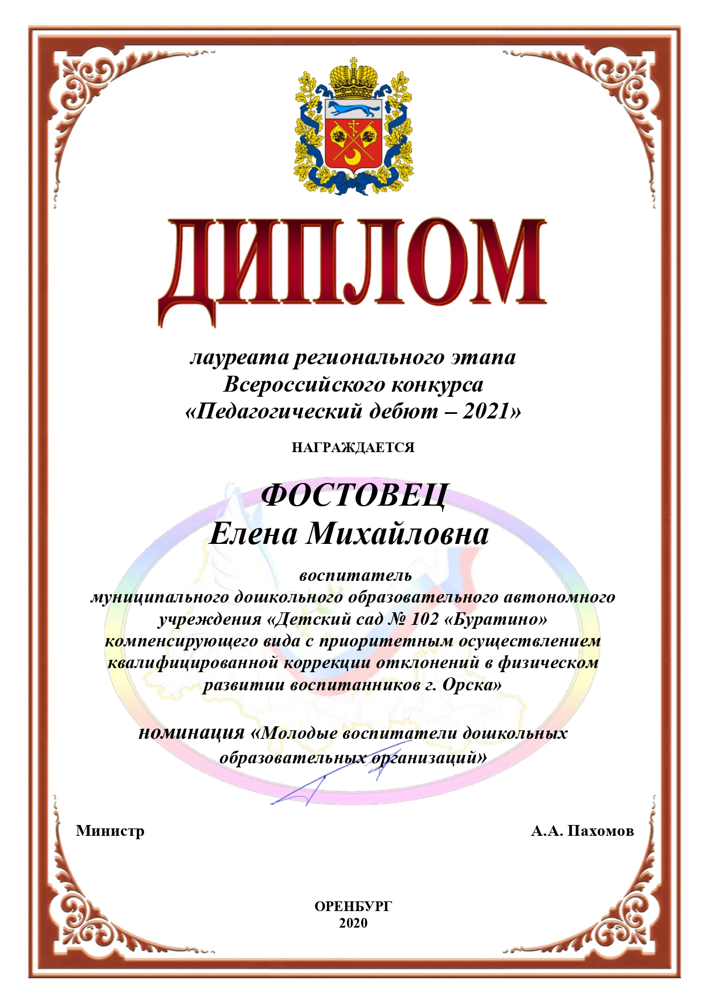 ДИПЛОМ
лауреата регионального этапа
Всероссийского конкурса
«Педагогический дебют – 2021»
НАГРАЖДАЕТСЯ
ФОСТОВЕЦ
Елена Михайловна
воспитатель
муниципального дошкольного образовательного автономного
учреждения «Детский сад № 102 «Буратино»
компенсирующего вида с приоритетным осуществлением
квалифицированной коррекции отклонений в физическом
развитии воспитанников г. Орска»
номинация «Молодые воспитатели дошкольных
образовательных организаций»
Министр А.А. Пахомов
ОРЕНБУРГ
2020